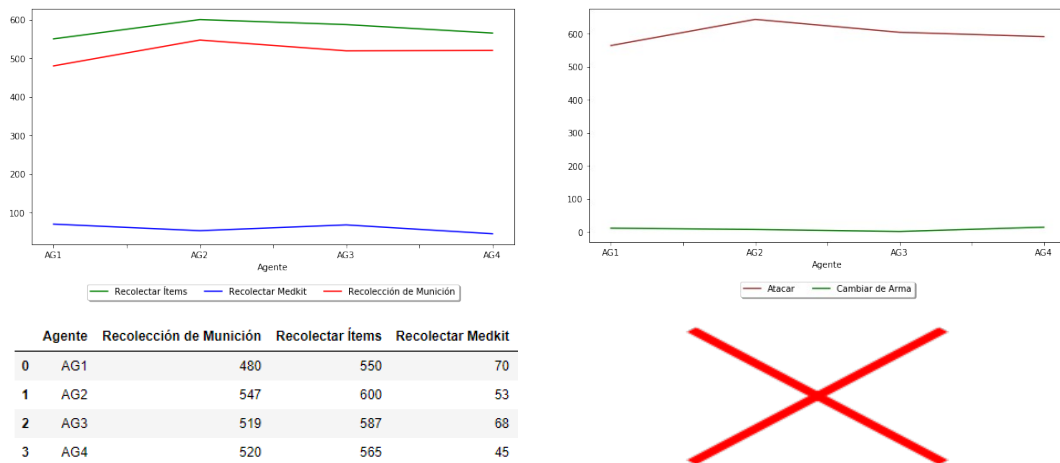 600
500
400
300
200
100
AG1 AG2 AG3 AG4
Agente
Recolectar Ítems Recolectar Medkit Recolección de Munición
600
500
400
300
200
100
0
AG1 AG2 AG3 AG4
Agente
Atacar Cambiar de Arma
Agente Recolección de Munición Recolectar Ítems Recolectar Medkit
0 AG1 480 550 70
1 AG2 547 600 53
2 AG3 519 587 68
3 AG4 520 565 45